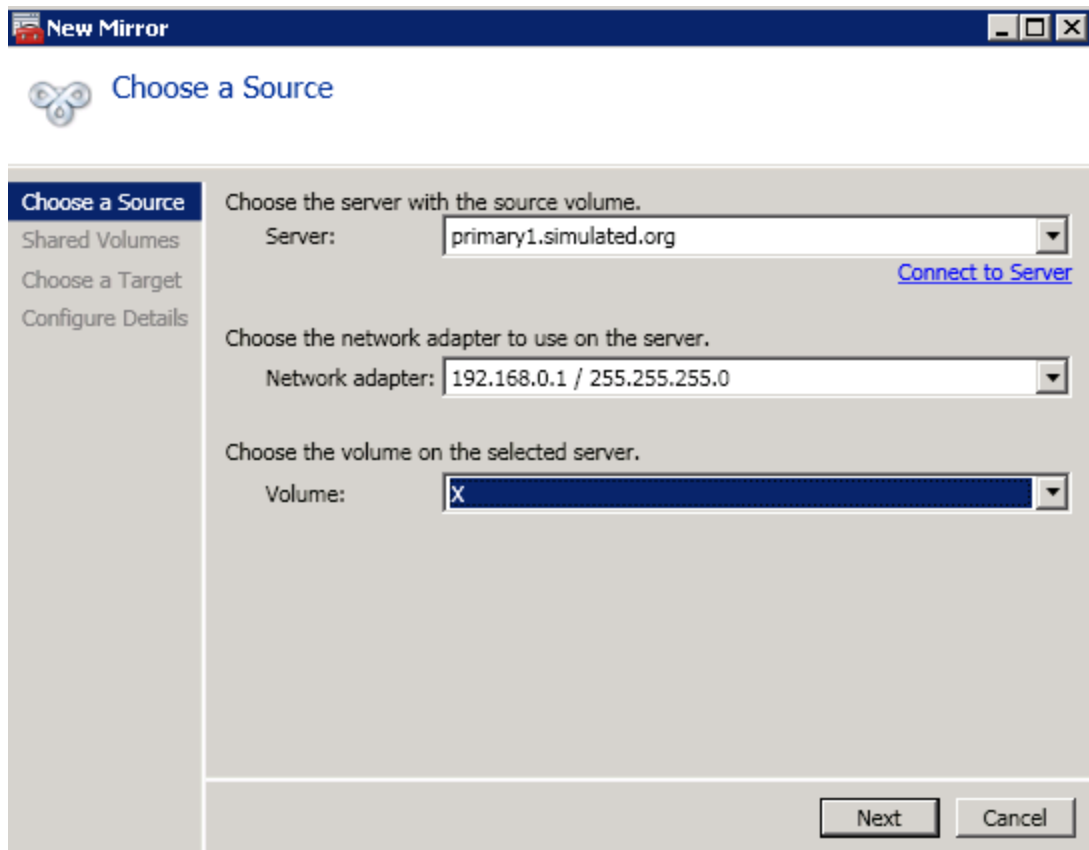 New Mirror
Choose a Source
Choose a Source
Shared Volumes
Choose a Target
Configure Details
Choose the server with the source volume.
Server: primary1.simulated.org
Connect to Server
Choose the network adapter to use on the server.
Network adapter: 192.168.0.1 / 255.255.255.0
Choose the volume on the selected server.
Volume: X
Next Cancel